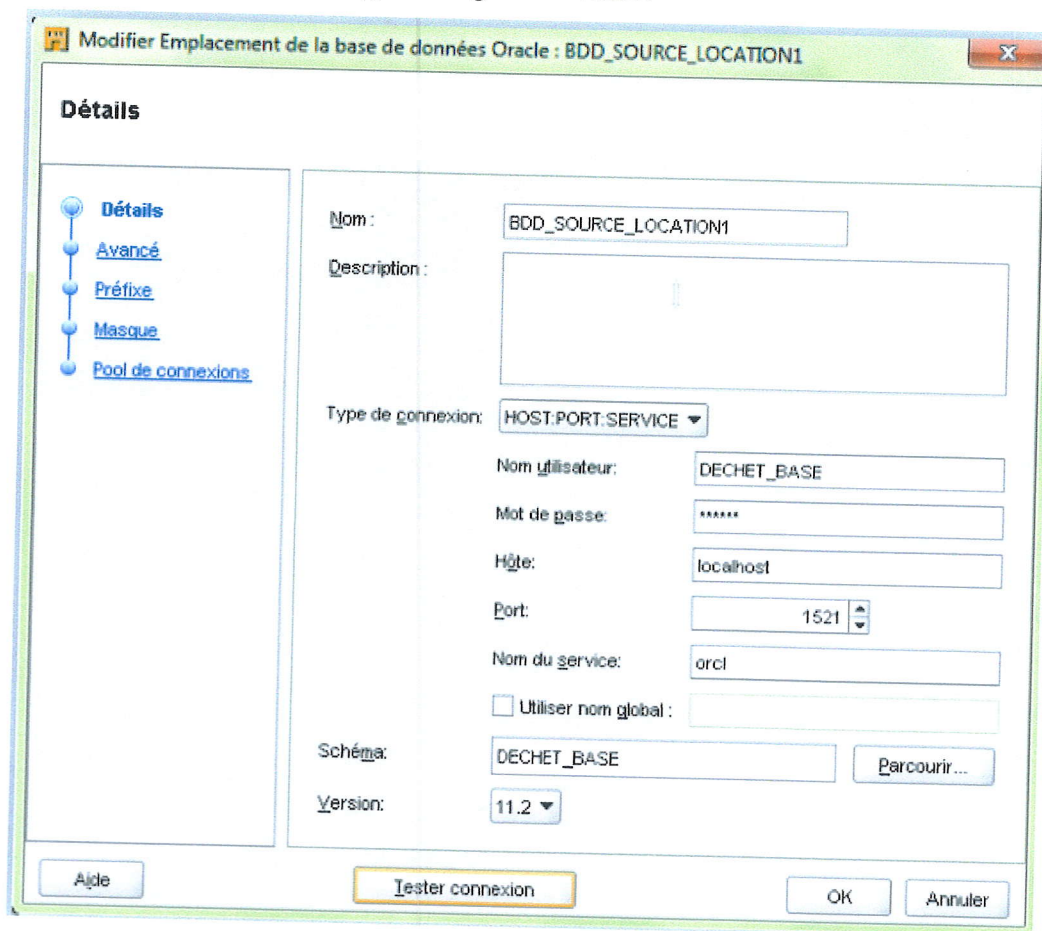 Modifier Emplacement de la base de données Oracle : BDD_SOURCE_LOCATION1
Détails
Détails
Avancé
Préfixe
Masque
Pool de connexions
Nom :
BDD_SOURCE_LOCATION1
Description :
Type de connexion:
HOST:PORT:SERVICE
Nom utilisateur:
DECHET_BASE
Mot de passe:
******
Hôte:
localhost
Port:
1521
Nom du service:
orcl
Utiliser nom global :
Schéma:
DECHET_BASE
Parcourir...
Version:
11.2
Aide
Tester connexion
OK
Annuler